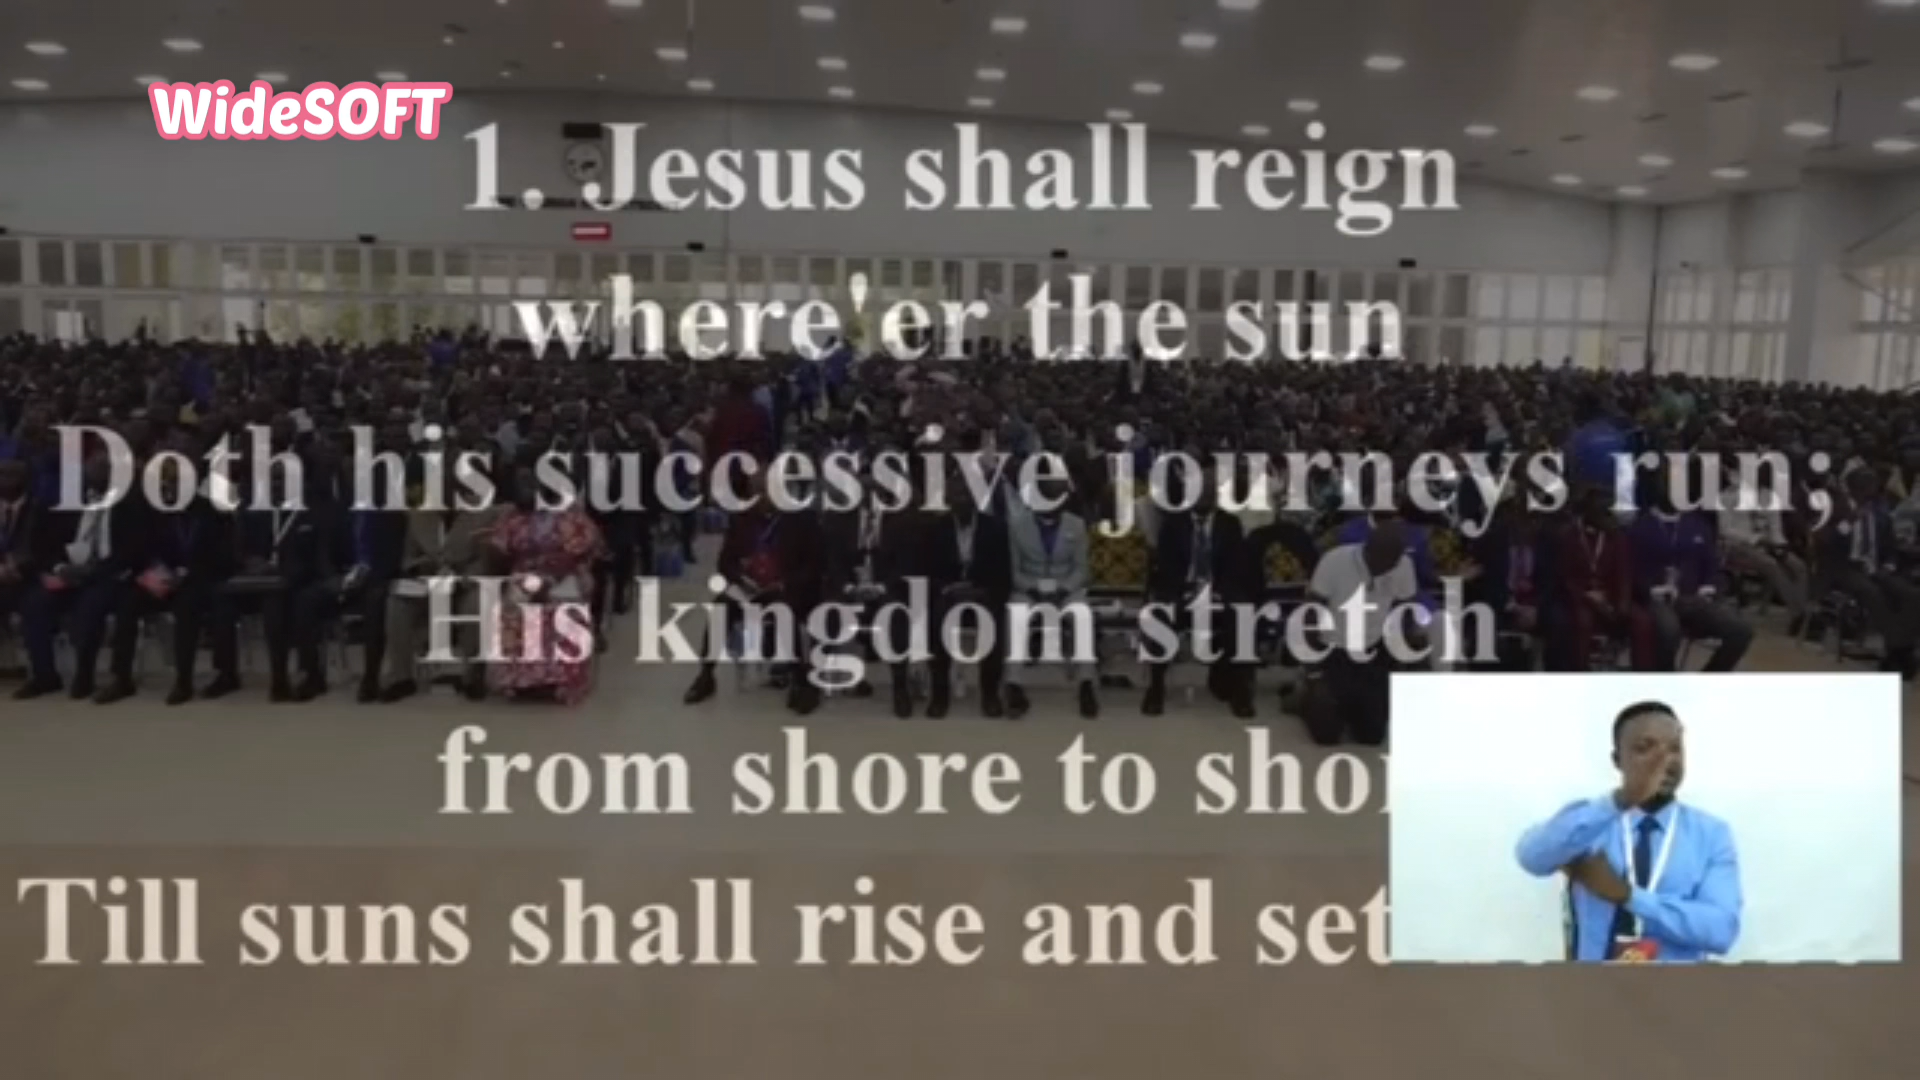 WideSOFT
1. Jesus shall reign
where'er the sun
Doth his successive journeys run;
His kingdom stretch
from shore to
Till suns shall rise and set